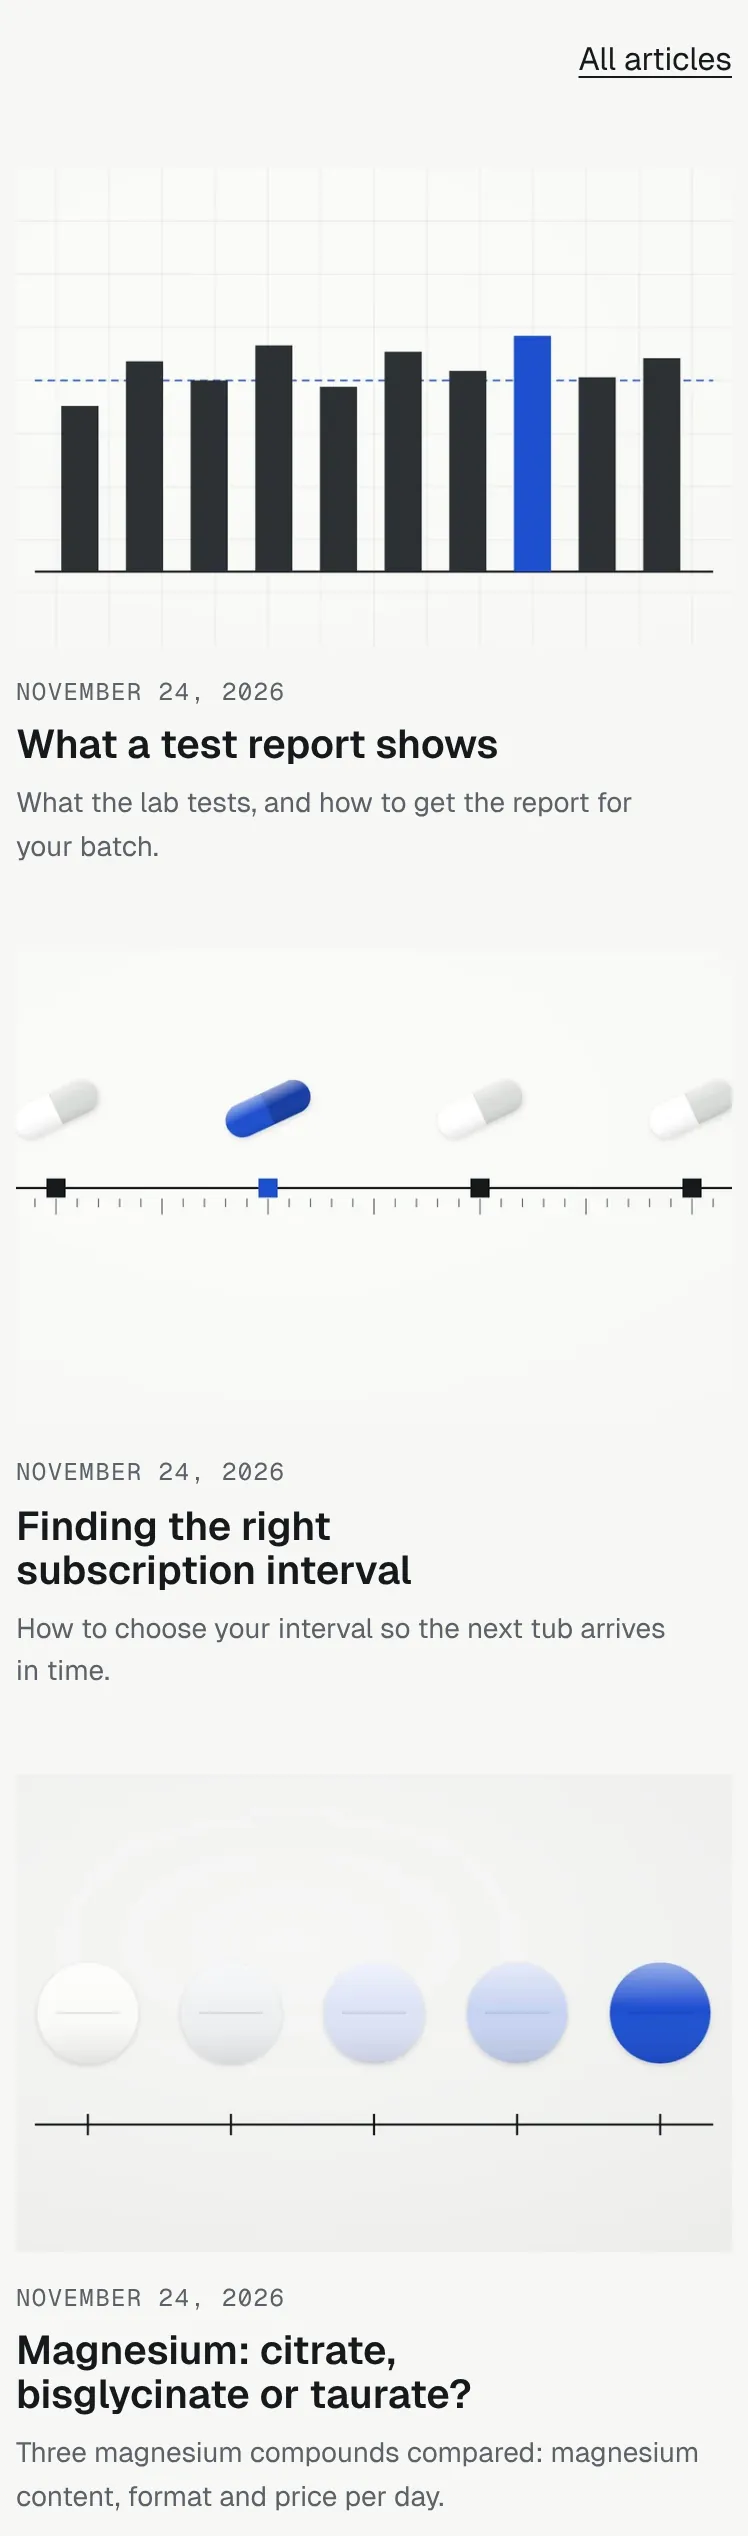 All articles
NOVEMBER 24, 2026
What a test report shows
What the lab tests, and how to get the report for
your batch.
NOVEMBER 24, 2026
Finding the right
subscription interval
How to choose your interval so the next tub arrives
in time.
NOVEMBER 24, 2026
Magnesium: citrate,
bisglycinate or taurate?
Three magnesium compounds compared: magnesium
content, format and price per day.